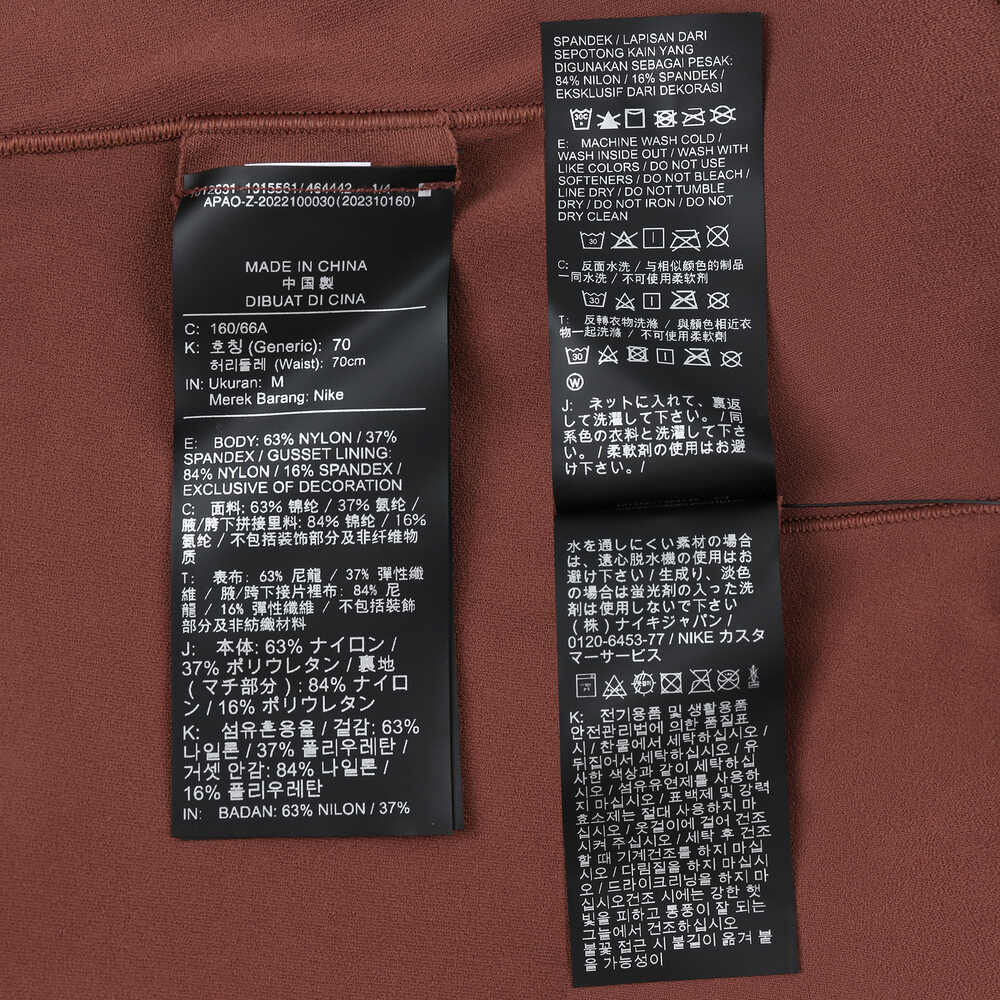 1315561/464442 1/4
APAO-Z-2022100030(202310160)
MADE IN CHINA
中国製
DIBUAT DI CINA
C: 160/66A
K: 호칭 (Generic): 70
허리둘레 (Waist): 70cm
IN: Ukuran: M
Merek Barang: Nike
E: BODY: 63% NYLON / 37%
SPANDEX / GUSSET LINING:
84% NYLON / 16% SPANDEX /
EXCLUSIVE OF DECORATION
C: 面料: 63% 锦纶 / 37% 氨纶 /
腋/胯下拼接里料: 84% 锦纶 / 16%
氨纶 / 不包括装饰部分及非纤维物
质
T: 表布: 63% 尼龍 / 37% 彈性纖
維 / 腋/胯下接片裡布: 84% 尼
龍 / 16% 彈性纖維 / 不包括裝飾
部分及非紡織材料
J: 本体: 63% ナイロン /
37% ポリウレタン / 裏地
(マチ部分): 84% ナイロ
ン / 16% ポリウレタン
K: 섬유혼용율 / 겉감: 63%
나일론 / 37% 폴리우레탄 /
거셋 안감: 84% 나일론 /
16% 폴리우레탄
IN: BADAN: 63% NILON / 37%
SPANDEK / LAPISAN DARI
SEPOTONG KAIN YANG
DIGUNAKAN SEBAGAI PESAK:
84% NILON / 16% SPANDEK /
EKSKLUSIF DARI DEKORASI
30C
E: MACHINE WASH COLD /
WASH INSIDE OUT / WASH WITH
LIKE COLORS / DO NOT USE
SOFTENERS / DO NOT BLEACH /
LINE DRY / DO NOT TUMBLE
DRY / DO NOT IRON / DO NOT
DRY CLEAN
30
C: 反面水洗 / 与相似颜色的制品
一同水洗 / 不可使用柔软剂
30
T: 反轉衣物洗滌 / 與顏色相近衣
物一起洗滌 / 不可使用柔軟劑
30
W
J: ネットに入れて、裏返
して洗濯して下さい。/ 同
系色の衣料と洗濯して下さ
い。/ 柔軟剤の使用はお避
け下さい。/
水を通しにくい素材の場合
は、遠心脱水機の使用はお
避け下さい / 生成り、淡色
の場合は蛍光剤の入った洗
剤は使用しないで下さい
(株) ナイキジャパン /
0120-6453-77 / NIKE カスタ
マーサービス
K: 전기용품 및 생활용품
안전관리법에 의한 품질표
시 / 찬물에서 세탁하십시오 / 유
뒤집어서 세탁하십시오 / 유
사한 색상과 같이 세탁하십
시오 / 섬유유연제를 사용하
지 마십시오 / 표백제 및 강력
효소제는 절대 사용하지 마
십시오 / 옷걸이에 걸어 건조
시켜 주십시오 / 세탁 후 건조
할 때 기계건조를 하지 마십
시오 / 다림질을 하지 마십시
오 / 드라이크리닝을 하지 마
십시오건조 시에는 강한 햇
빛을 피하고 통풍이 잘 되는
그늘에서 건조하십시오
불꽃 접근 시 불길이 옮겨 붙
을 가능성이